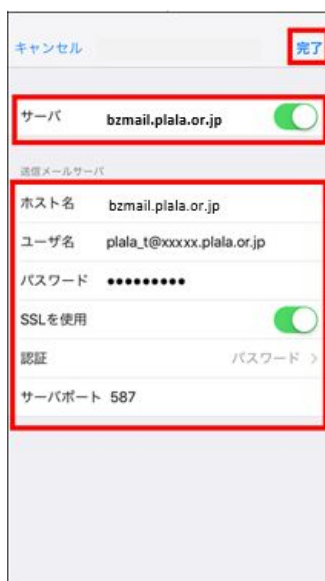 キャンセル 完了
サーバ bzmail.plala.or.jp
送信メールサーバ
ホスト名 bzmail.plala.or.jp
ユーザ名 plala_t@xxxxx.plala.or.jp
パスワード ●●●●●●●●●
SSLを使用
認証 パスワード >
サーバポート 587